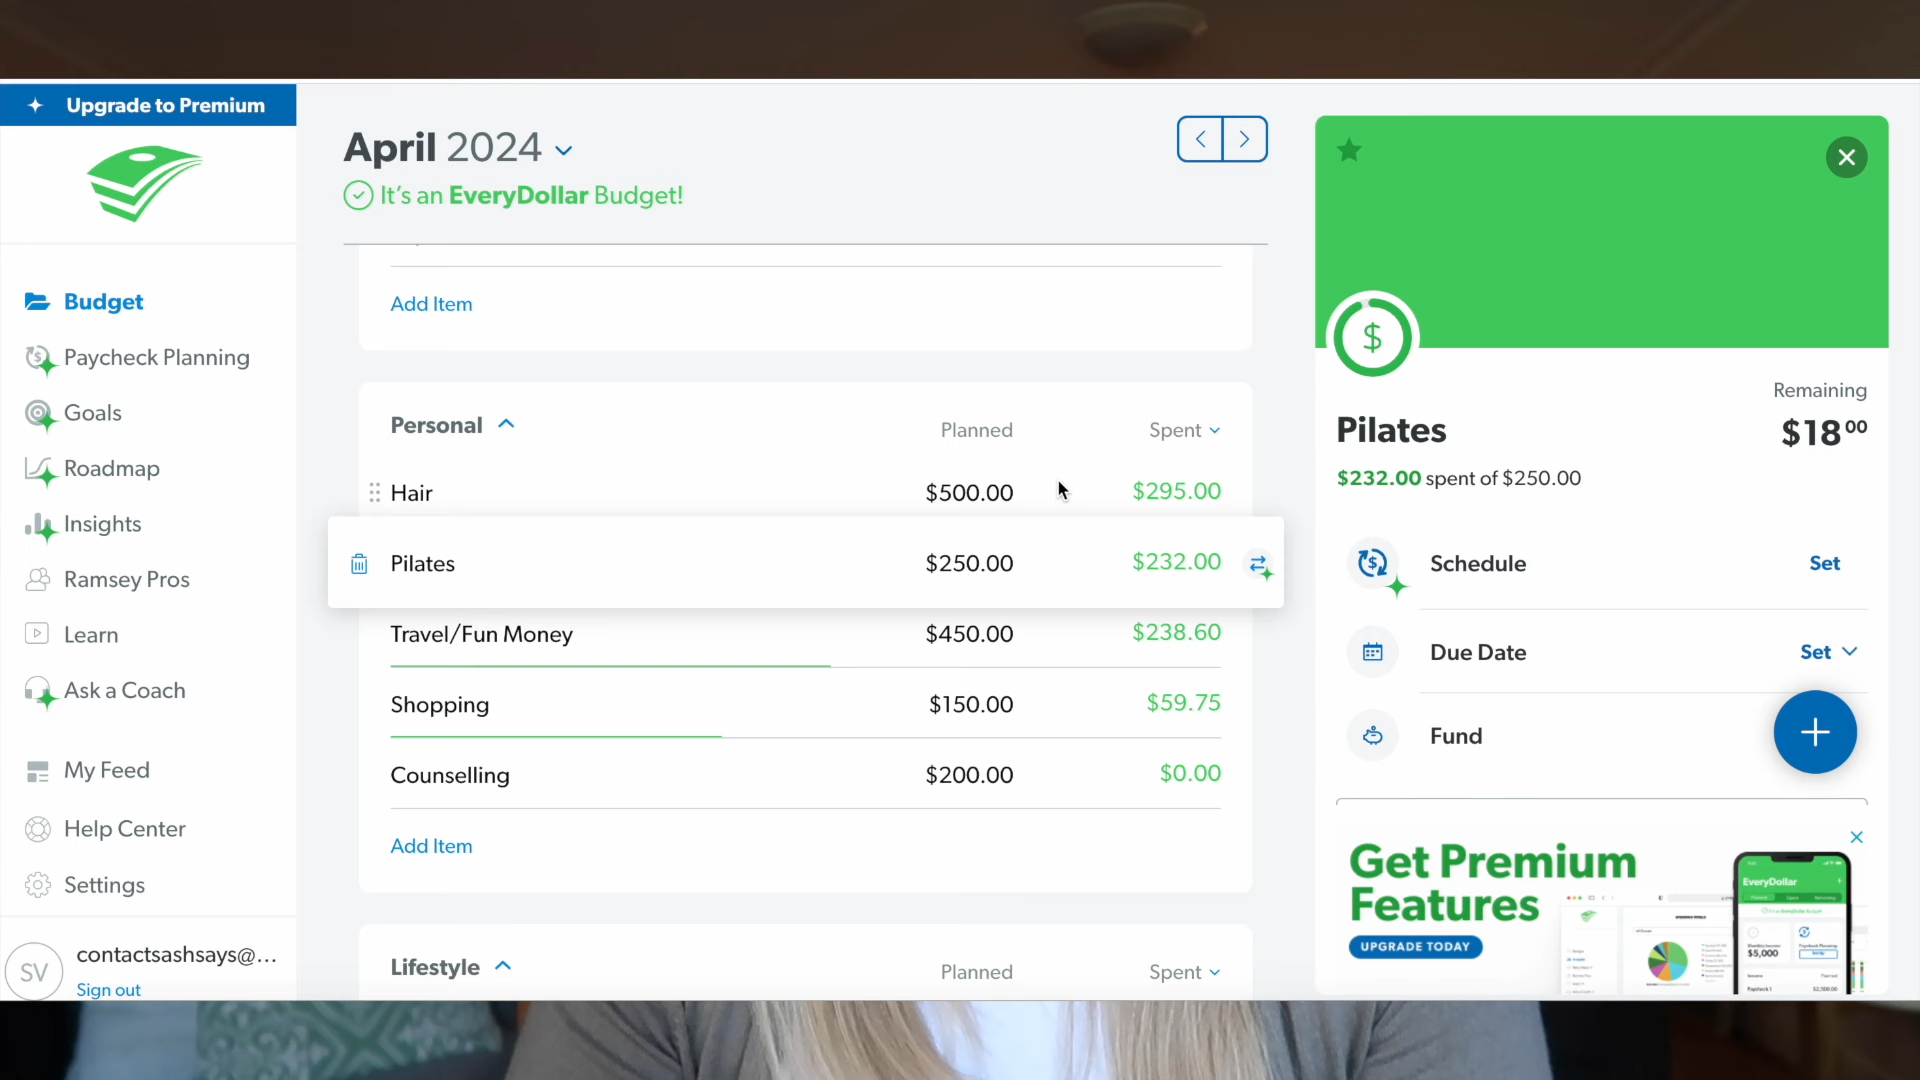 Upgrade to Premium
Budget
Paycheck Planning
Goals
Roadmap
Insights
Ramsey Pros
Learn
Ask a Coach
My Feed
Help Center
Settings
SV
contactsashsays@...
Sign out
April 2024
It's an EveryDollar Budget!
Add Item
Personal Planned Spent
Hair $500.00 $295.00
Pilates $250.00 $232.00
Travel/Fun Money $450.00 $238.60
Shopping $150.00 $59.75
Counselling $200.00 $0.00
Add Item
Lifestyle Planned Spent
$
Remaining
Pilates $18 00
$232.00 spent of $250.00
Schedule Set
Due Date Set
Fund
Get Premium
Features
UPGRADE TODAY
EveryDollar
$5,000